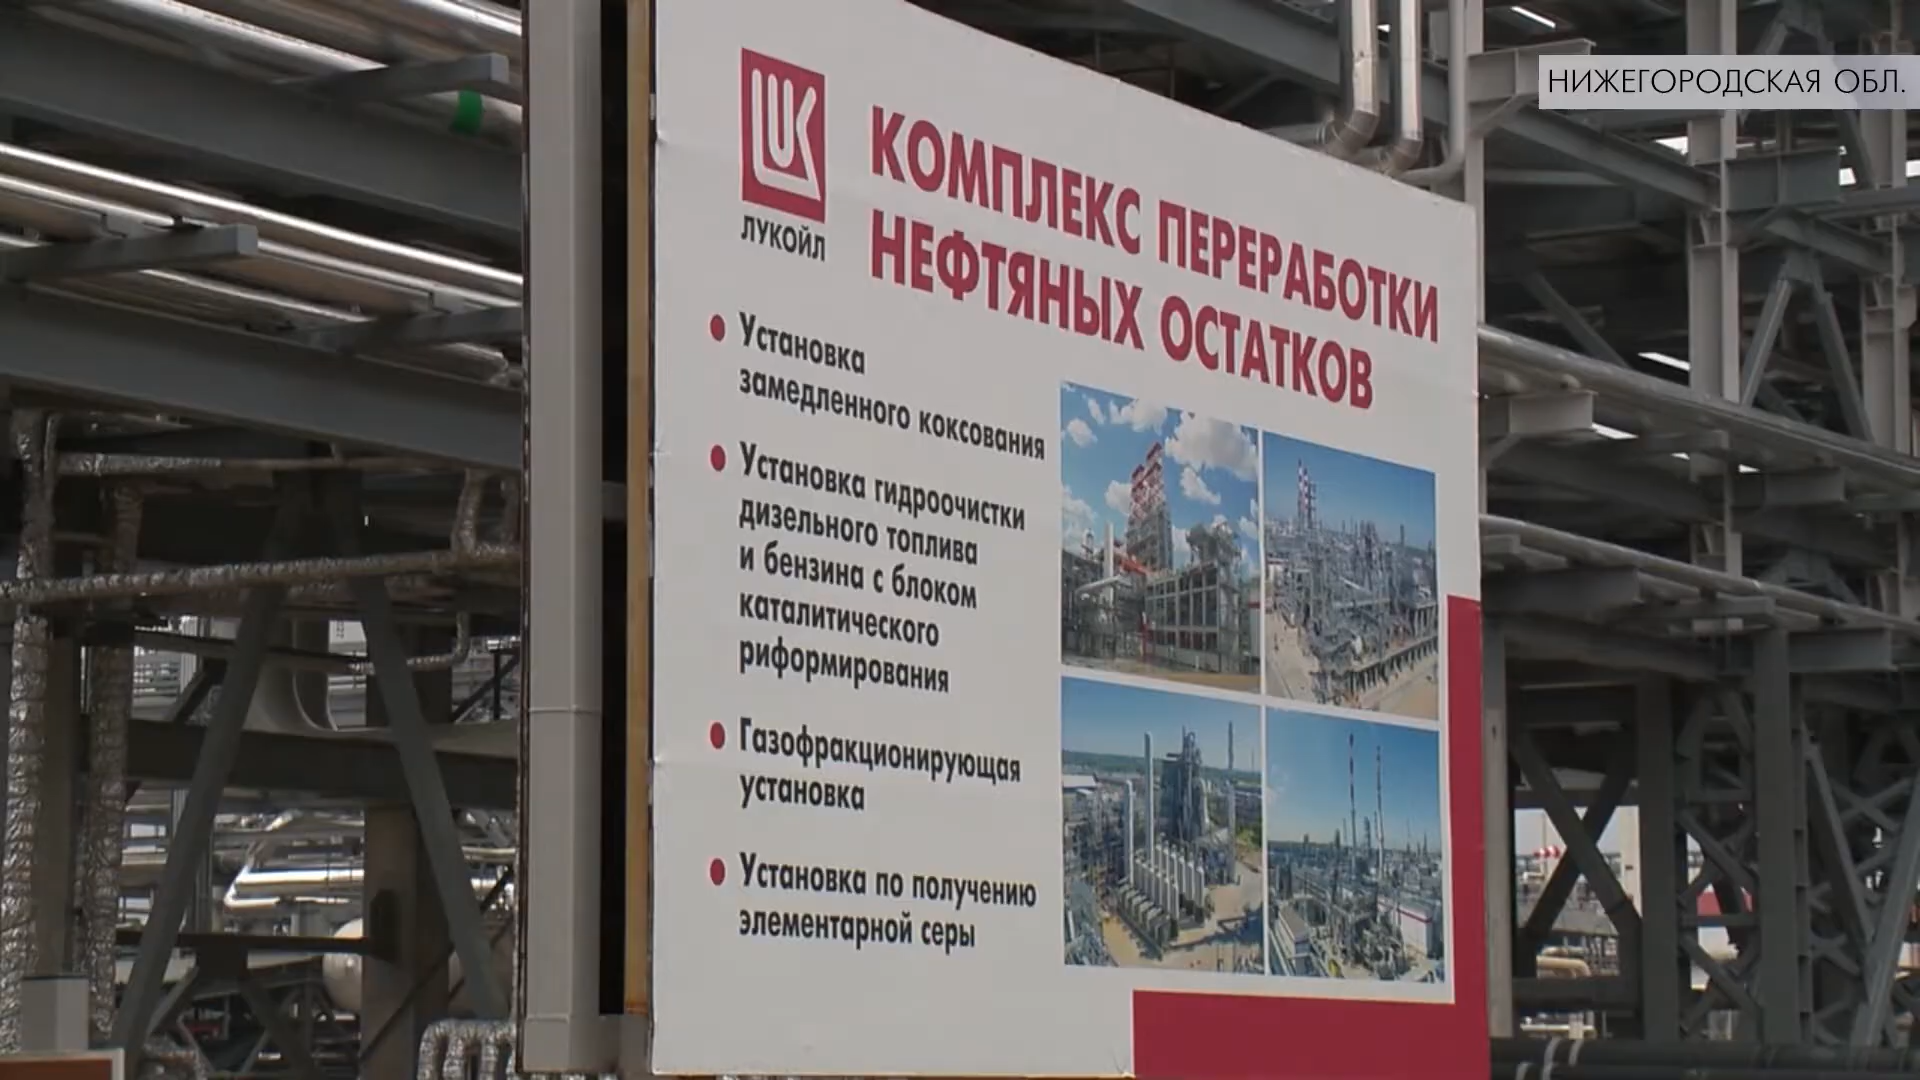 НИЖЕГОРОДСКАЯ ОБЛ.
ЛУКОЙЛ
КОМПЛЕКС ПЕРЕРАБОТКИ
НЕФТЯНЫХ ОСТАТКОВ
• Установка
замедленного коксования
• Установка гидроочистки
дизельного топлива
и бензина с блоком
каталитического
риформирования
• Газофракционирующая
установка
• Установка по получению
элементарной серы